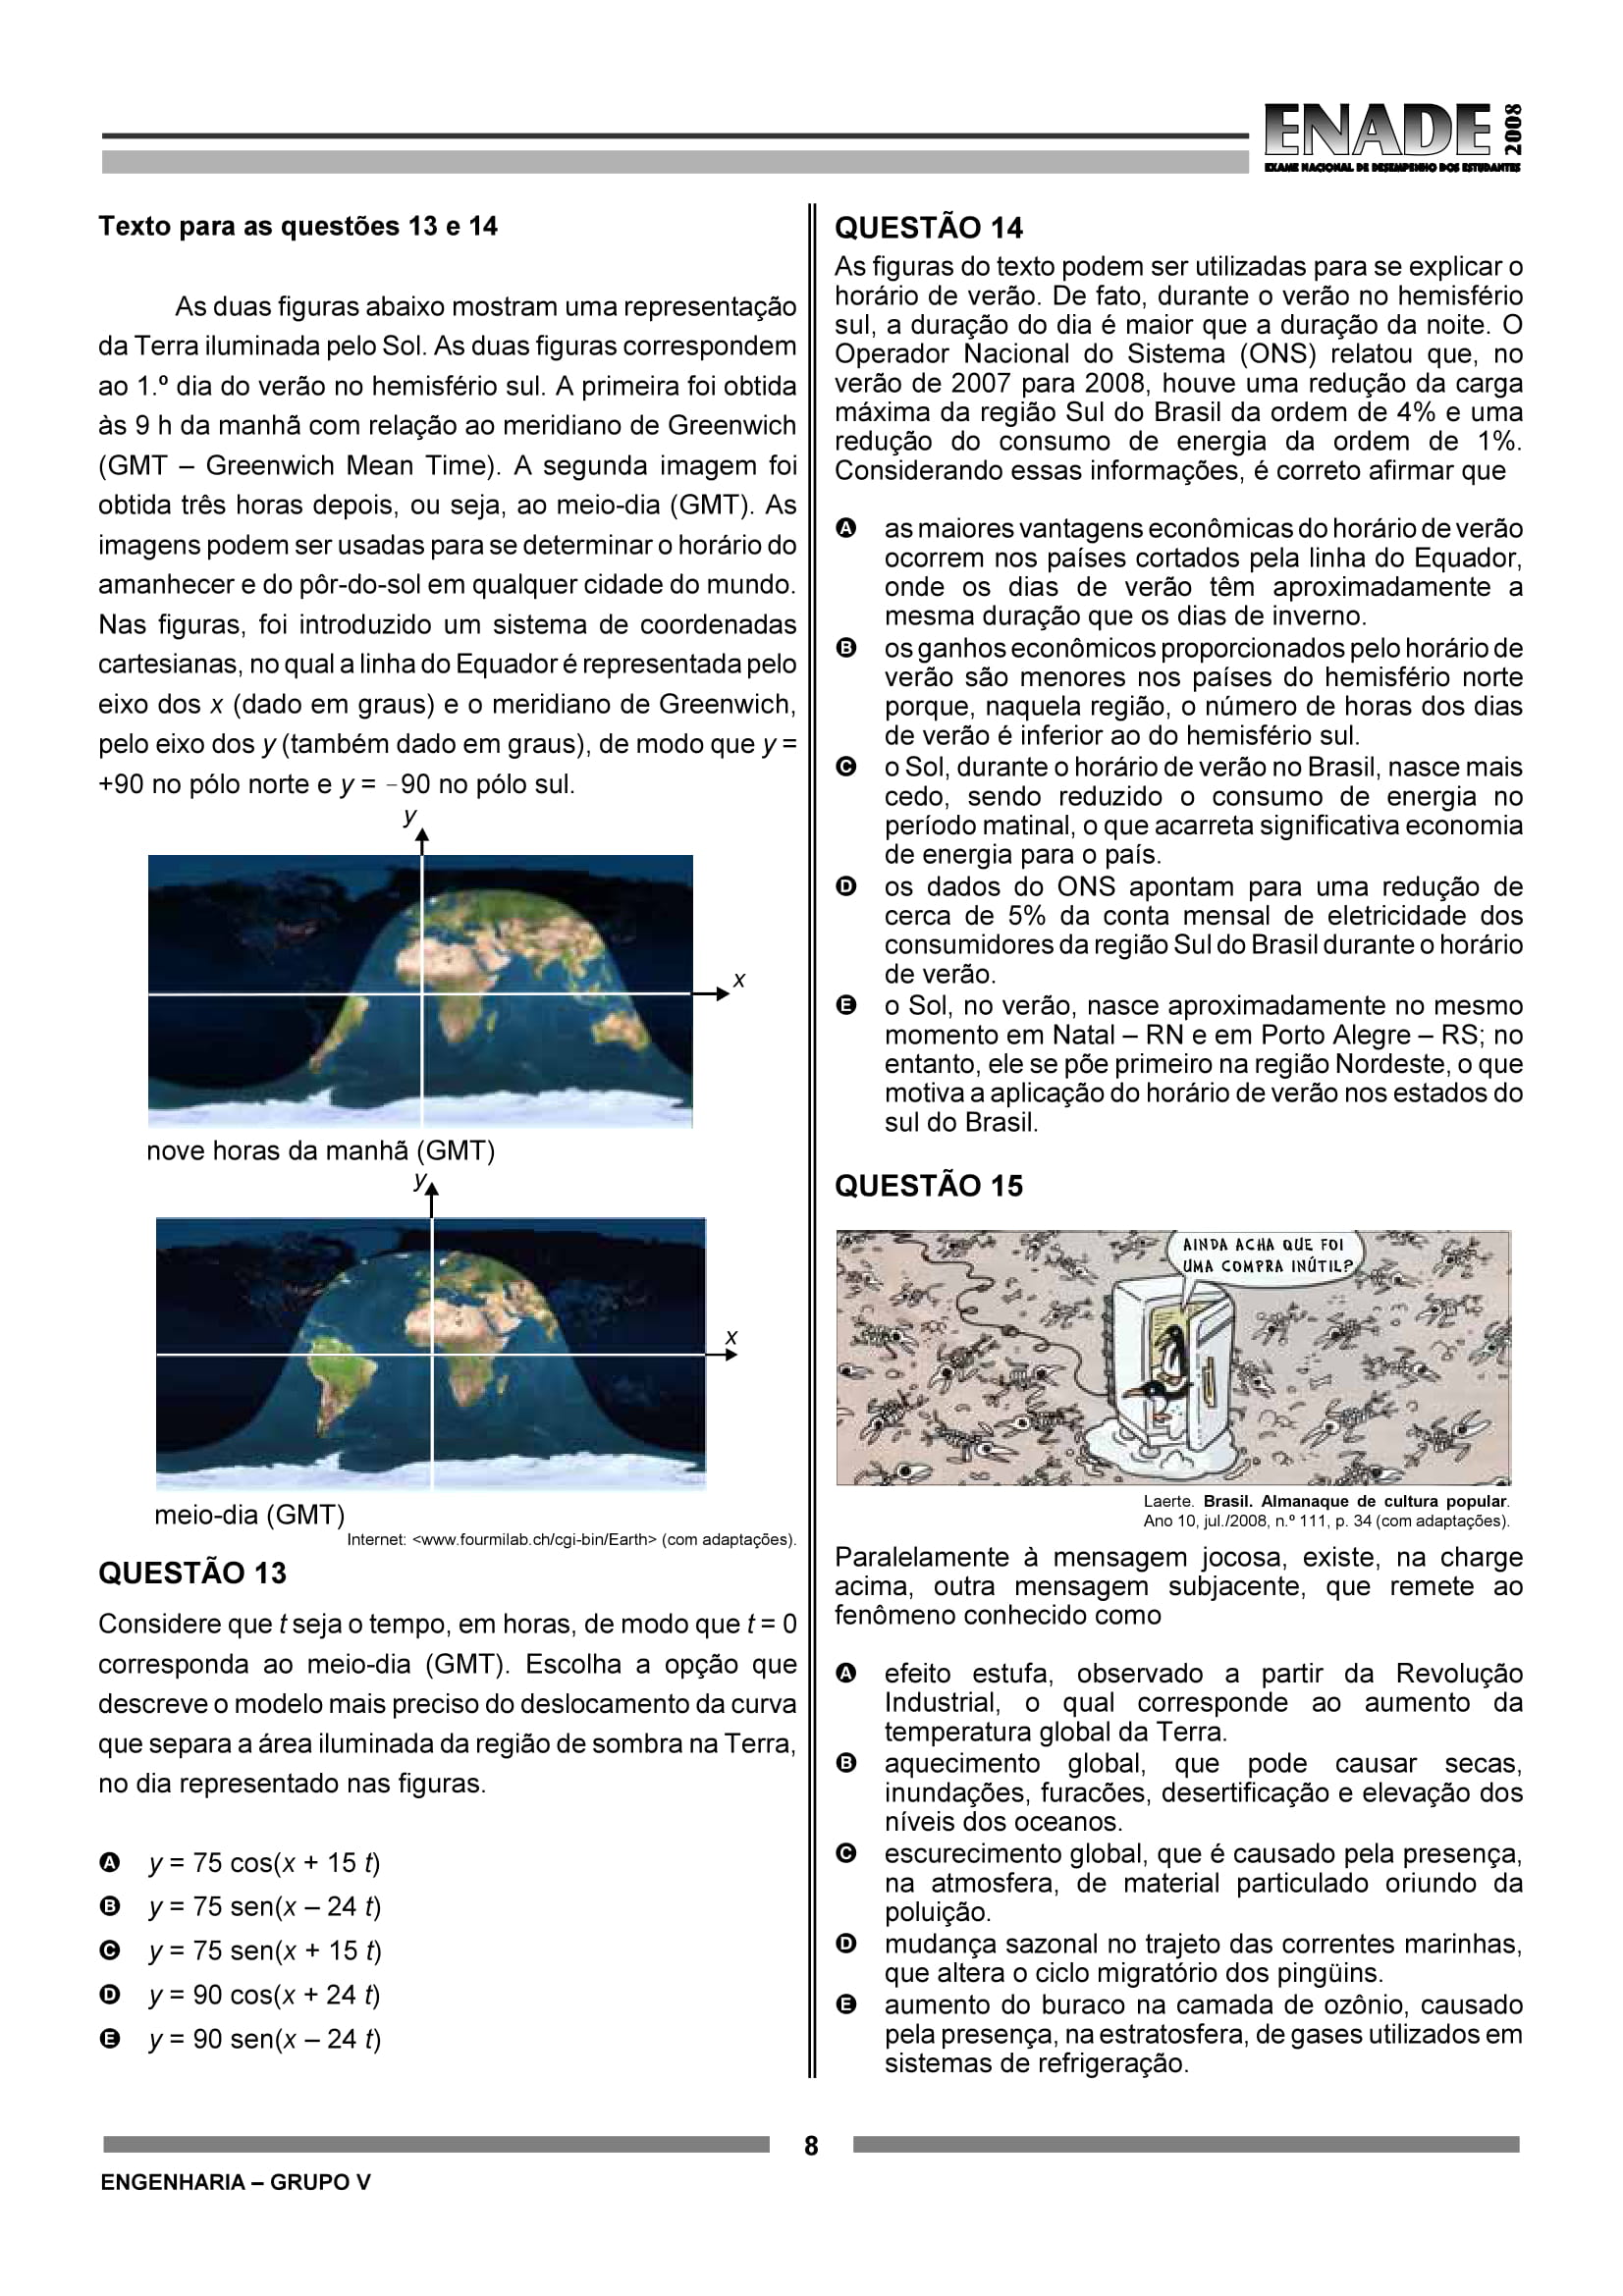 ENADE 2008
EXAME NACIONAL DE DESEMPENHO DOS ESTUDANTES
Texto para as questões 13 e 14
As duas figuras abaixo mostram uma representação
da Terra iluminada pelo Sol. As duas figuras correspondem
ao 1.º dia do verão no hemisfério sul. A primeira foi obtida
às 9 h da manhã com relação ao meridiano de Greenwich
(GMT – Greenwich Mean Time). A segunda imagem foi
obtida três horas depois, ou seja, ao meio-dia (GMT). As
imagens podem ser usadas para se determinar o horário do
amanhecer e do pôr-do-sol em qualquer cidade do mundo.
Nas figuras, foi introduzido um sistema de coordenadas
cartesianas, no qual a linha do Equador é representada pelo
eixo dos x (dado em graus) e o meridiano de Greenwich,
pelo eixo dos y (também dado em graus), de modo que y =
+90 no pólo norte e y = -90 no pólo sul.
y
x
nove horas da manhã (GMT)
y
x
meio-dia (GMT)
Internet: <www.fourmilab.ch/cgi-bin/Earth> (com adaptações).
QUESTÃO 13
Considere que t seja o tempo, em horas, de modo que t = 0
corresponda ao meio-dia (GMT). Escolha a opção que
descreve o modelo mais preciso do deslocamento da curva
que separa a área iluminada da região de sombra na Terra,
no dia representado nas figuras.
A y = 75 cos(x + 15 t)
B y = 75 sen(x – 24 t)
C y = 75 sen(x + 15 t)
D y = 90 cos(x + 24 t)
E y = 90 sen(x – 24 t)
QUESTÃO 14
As figuras do texto podem ser utilizadas para se explicar o
horário de verão. De fato, durante o verão no hemisfério
sul, a duração do dia é maior que a duração da noite. O
Operador Nacional do Sistema (ONS) relatou que, no
verão de 2007 para 2008, houve uma redução da carga
máxima da região Sul do Brasil da ordem de 4% e uma
redução do consumo de energia da ordem de 1%.
Considerando essas informações, é correto afirmar que
A as maiores vantagens econômicas do horário de verão
ocorrem nos países cortados pela linha do Equador,
onde os dias de verão têm aproximadamente a
mesma duração que os dias de inverno.
B os ganhos econômicos proporcionados pelo horário de
verão são menores nos países do hemisfério norte
porque, naquela região, o número de horas dos dias
de verão é inferior ao do hemisfério sul.
C o Sol, durante o horário de verão no Brasil, nasce mais
cedo, sendo reduzido o consumo de energia no
período matinal, o que acarreta significativa economia
de energia para o país.
D os dados do ONS apontam para uma redução de
cerca de 5% da conta mensal de eletricidade dos
consumidores da região Sul do Brasil durante o horário
de verão.
E o Sol, no verão, nasce aproximadamente no mesmo
momento em Natal – RN e em Porto Alegre – RS; no
entanto, ele se põe primeiro na região Nordeste, o que
motiva a aplicação do horário de verão nos estados do
sul do Brasil.
QUESTÃO 15
AINDA ACHA QUE FOI
UMA COMPRA INÚTIL?
Laerte. Brasil. Almanaque de cultura popular.
Ano 10, jul./2008, n.º 111, p. 34 (com adaptações).
Paralelamente à mensagem jocosa, existe, na charge
acima, outra mensagem subjacente, que remete ao
fenômeno conhecido como
A efeito estufa, observado a partir da Revolução
Industrial, o qual corresponde ao aumento da
temperatura global da Terra.
B aquecimento global, que pode causar secas,
inundações, furacões, desertificação e elevação dos
níveis dos oceanos.
C escurecimento global, que é causado pela presença,
na atmosfera, de material particulado oriundo da
poluição.
D mudança sazonal no trajeto das correntes marinhas,
que altera o ciclo migratório dos pingüins.
E aumento do buraco na camada de ozônio, causado
pela presença, na estratosfera, de gases utilizados em
sistemas de refrigeração.
8
ENGENHARIA – GRUPO V